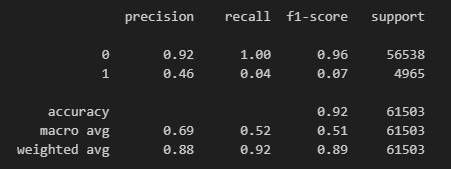 precision recall f1-score support
0 0.92 1.00 0.96 56538
1 0.46 0.04 0.07 4965
accuracy 0.92 61503
macro avg 0.69 0.52 0.51 61503
weighted avg 0.88 0.92 0.89 61503